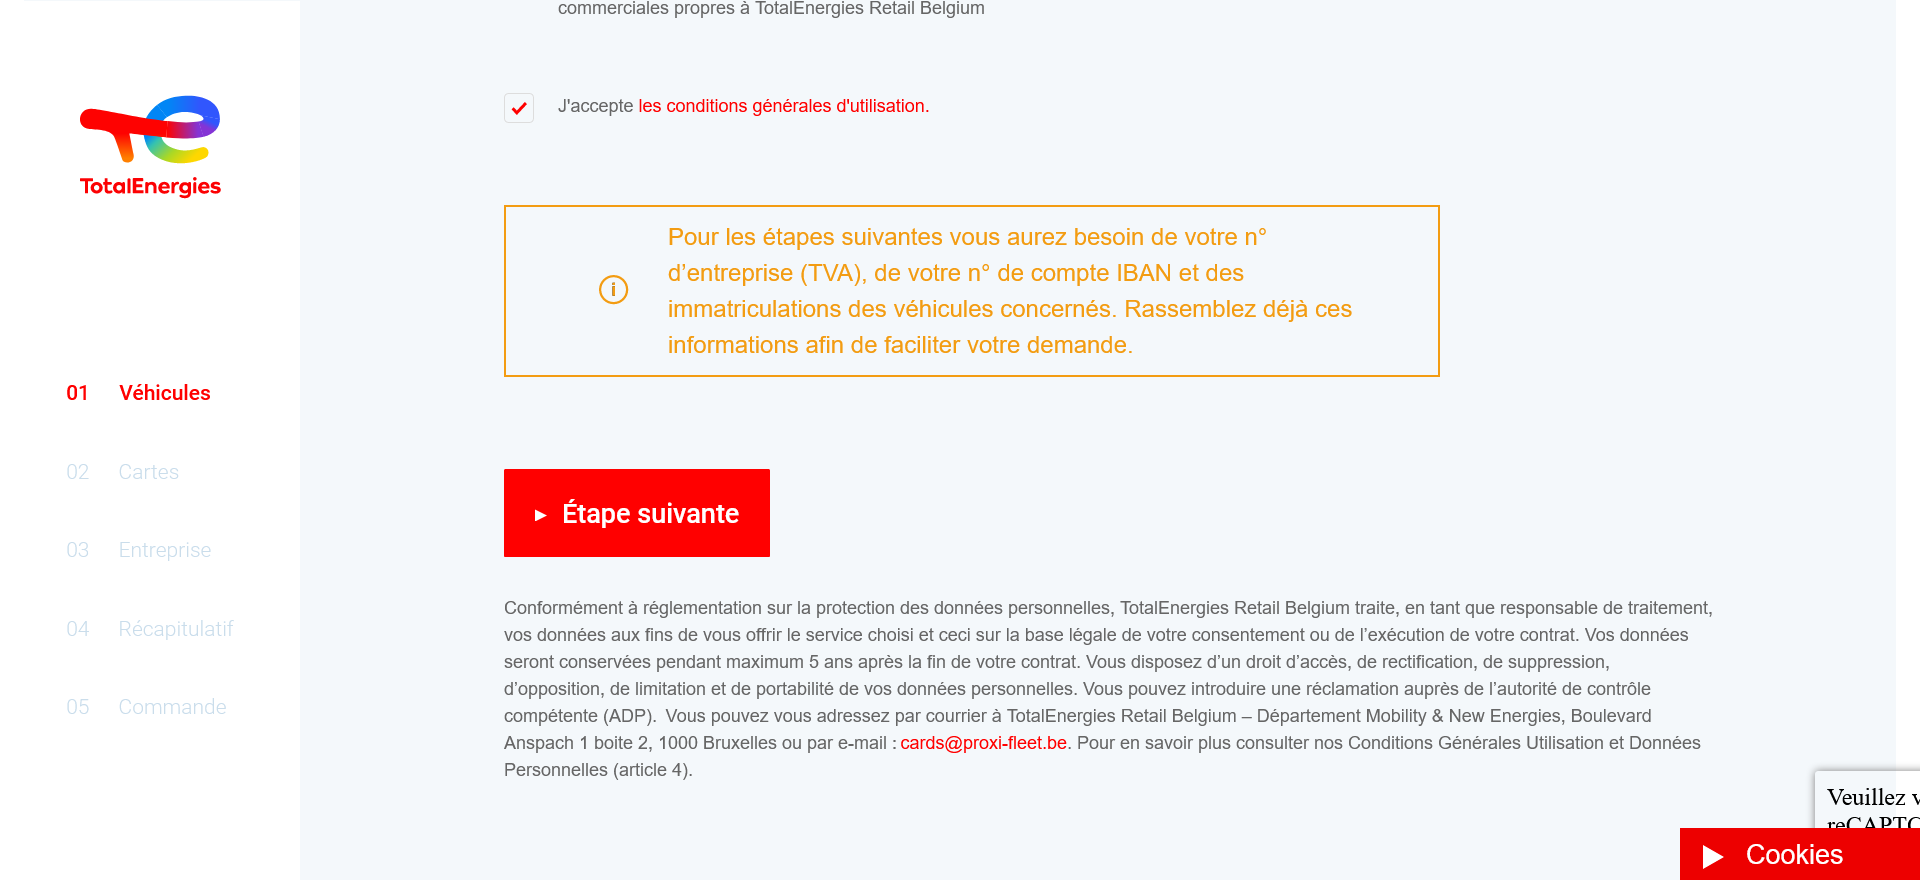 commerciales propres à TotalEnergies Retail Belgium
J'accepte les conditions générales d'utilisation.
TotalEnergies
Pour les étapes suivantes vous aurez besoin de votre n°
d’entreprise (TVA), de votre n° de compte IBAN et des
immatriculations des véhicules concernés. Rassemblez déjà ces
informations afin de faciliter votre demande.
01 Véhicules
02 Cartes
03 Entreprise
04 Récapitulatif
05 Commande
Étape suivante
Conformément à réglementation sur la protection des données personnelles, TotalEnergies Retail Belgium traite, en tant que responsable de traitement,
vos données aux fins de vous offrir le service choisi et ceci sur la base légale de votre consentement ou de l’exécution de votre contrat. Vos données
seront conservées pendant maximum 5 ans après la fin de votre contrat. Vous disposez d’un droit d’accès, de rectification, de suppression,
d’opposition, de limitation et de portabilité de vos données personnelles. Vous pouvez introduire une réclamation auprès de l’autorité de contrôle
compétente (ADP). Vous pouvez vous adressez par courrier à TotalEnergies Retail Belgium – Département Mobility & New Energies, Boulevard
Anspach 1 boite 2, 1000 Bruxelles ou par e-mail : cards@proxi-fleet.be. Pour en savoir plus consulter nos Conditions Générales Utilisation et Données
Personnelles (article 4).
Veuillez
Cookies